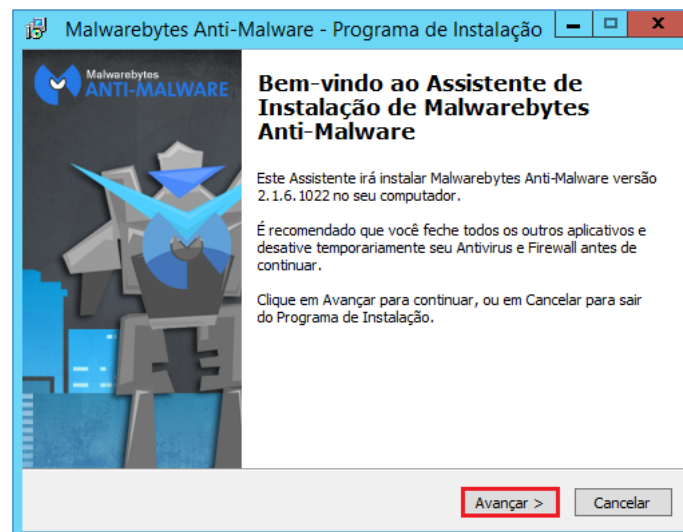 Malwarebytes Anti-Malware - Programa de Instalação
Malwarebytes
ANTI-MALWARE
Bem-vindo ao Assistente de
Instalação de Malwarebytes
Anti-Malware
Este Assistente irá instalar Malwarebytes Anti-Malware versão
2.1.6.1022 no seu computador.
É recomendado que você feche todos os outros aplicativos e
desative temporariamente seu Antivirus e Firewall antes de
continuar.
Clique em Avançar para continuar, ou em Cancelar para sair
do Programa de Instalação.
Avançar >
Cancelar